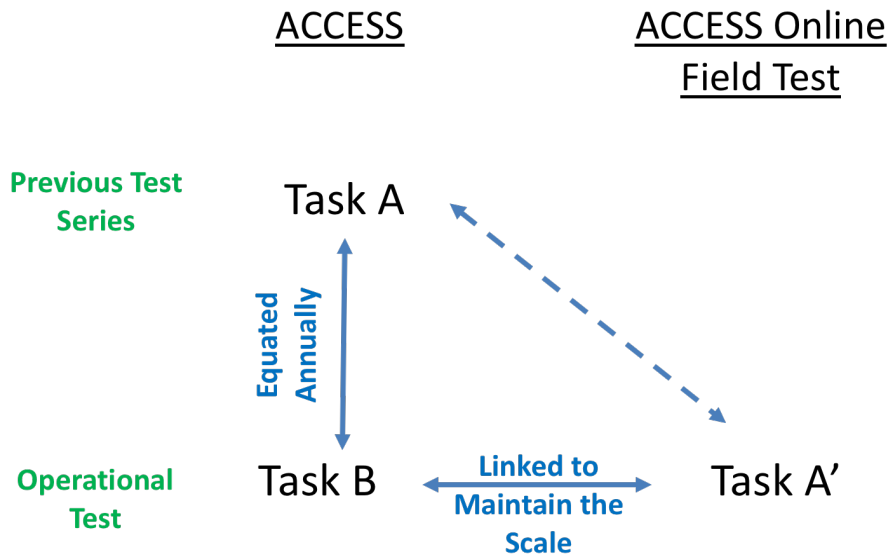 ACCESS
ACCESS Online
Field Test
Previous Test
Series
Task A
Equated
Annually
Operational
Test
Task B
Linked to
Maintain the
Scale
Task A’